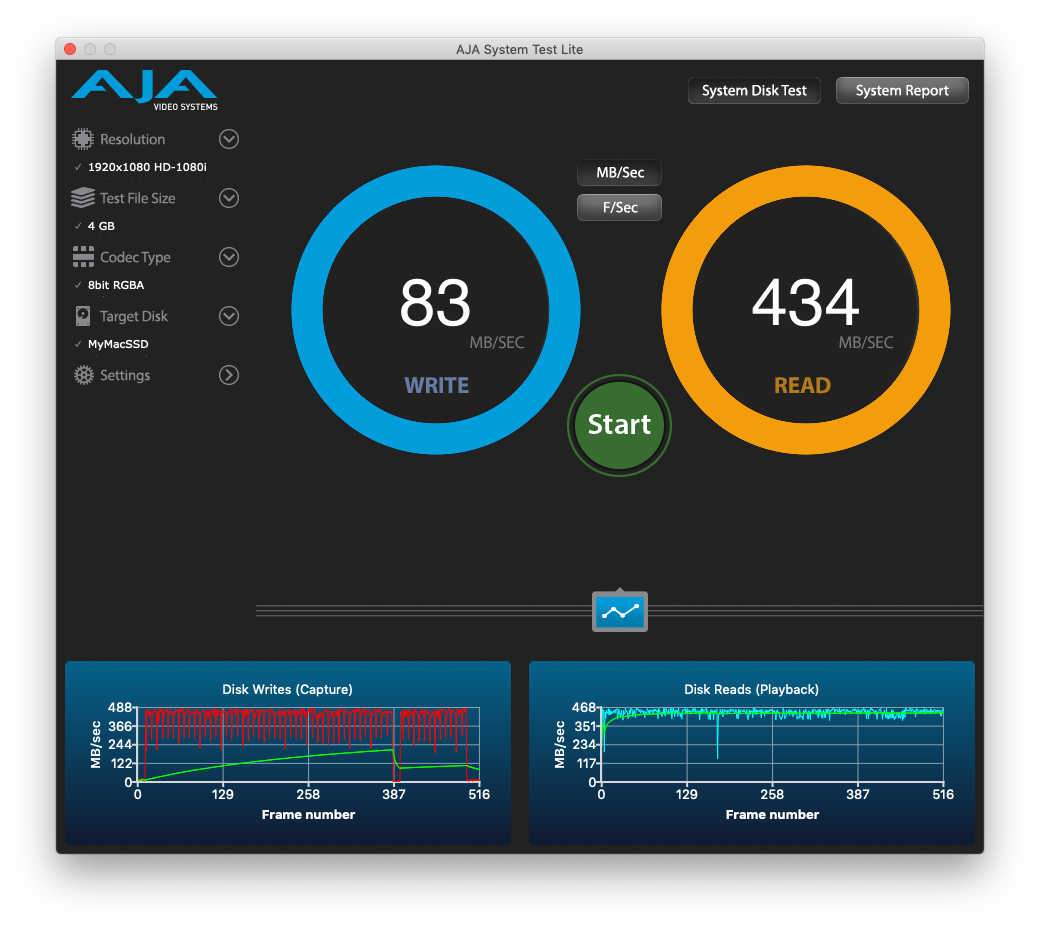 AJA System Test Lite
AJA
VIDEO SYSTEMS
System Disk Test
System Report
Resolution
✓ 1920x1080 HD-1080i
Test File Size
✓ 4 GB
Codec Type
✓ 8bit RGBA
Target Disk
✓ MyMacSSD
Settings
MB/Sec
F/Sec
83
MB/SEC
WRITE
434
MB/SEC
READ
Start
Disk Writes (Capture)
MB/sec
488
366
244
122
0
0 129 258 387 516
Frame number
Disk Reads (Playback)
MB/sec
468
351
234
117
0
0 129 258 387 516
Frame number